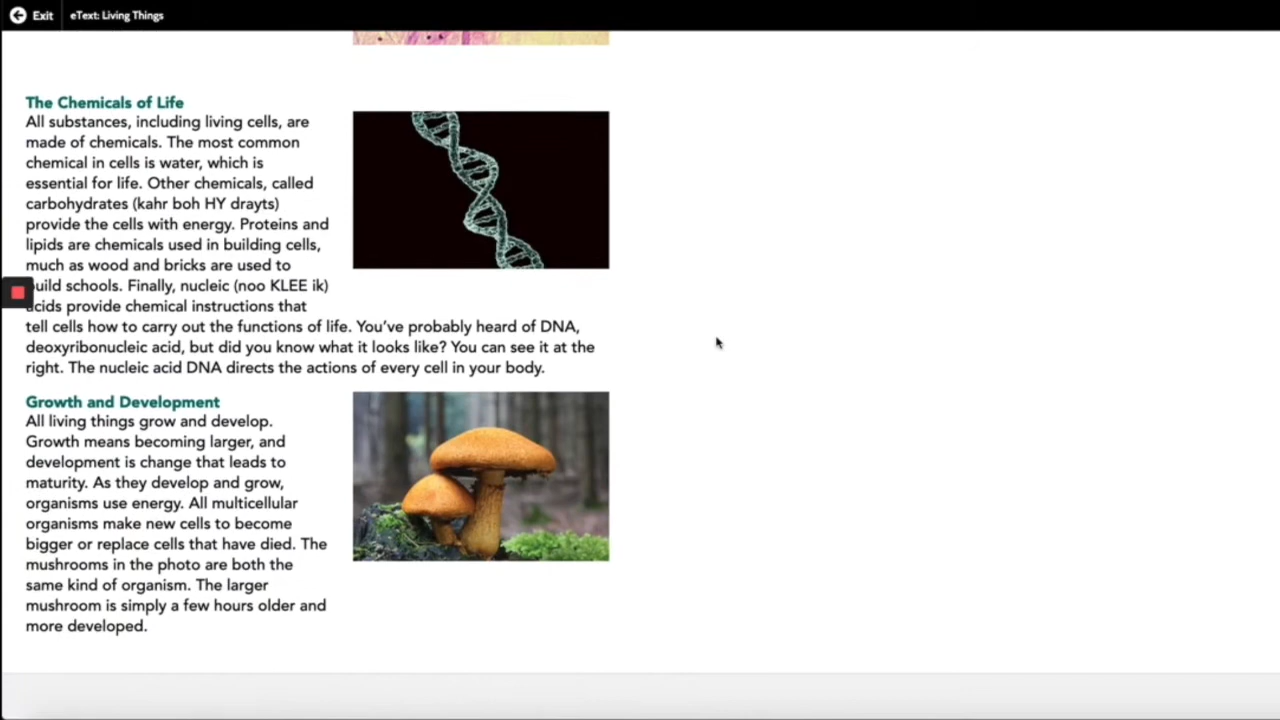 Exit eText: Living Things
The Chemicals of Life
All substances, including living cells, are
made of chemicals. The most common
chemical in cells is water, which is
essential for life. Other chemicals, called
carbohydrates (kahr boh HY drayts)
provide the cells with energy. Proteins and
lipids are chemicals used in building cells,
much as wood and bricks are used to
build schools. Finally, nucleic (noo KLEE ik)
acids provide chemical instructions that
tell cells how to carry out the functions of life. You've probably heard of DNA,
deoxyribonucleic acid, but did you know what it looks like? You can see it at the
right. The nucleic acid DNA directs the actions of every cell in your body.
Growth and Development
All living things grow and develop.
Growth means becoming larger, and
development is change that leads to
maturity. As they develop and grow,
organisms use energy. All multicellular
organisms make new cells to become
bigger or replace cells that have died. The
mushrooms in the photo are both the
same kind of organism. The larger
mushroom is simply a few hours older and
more developed.